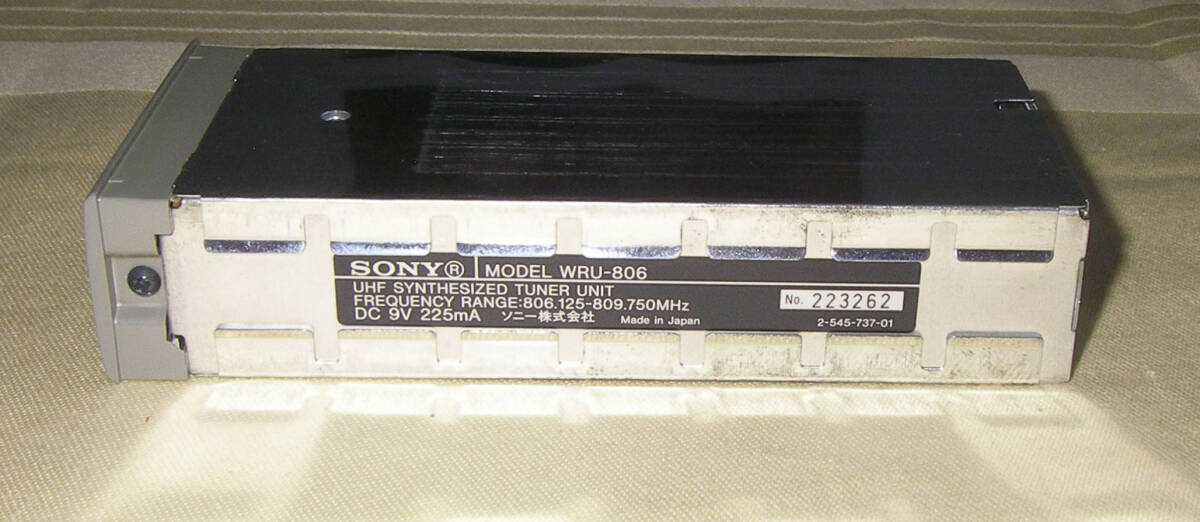 SONY® MODEL WRU-806
UHF SYNTHESIZED TUNER UNIT
FREQUENCY RANGE:806.125-809.750MHz
DC 9V 225mA ソニー株式会社 Made in Japan
No. 223262
2-545-737-01